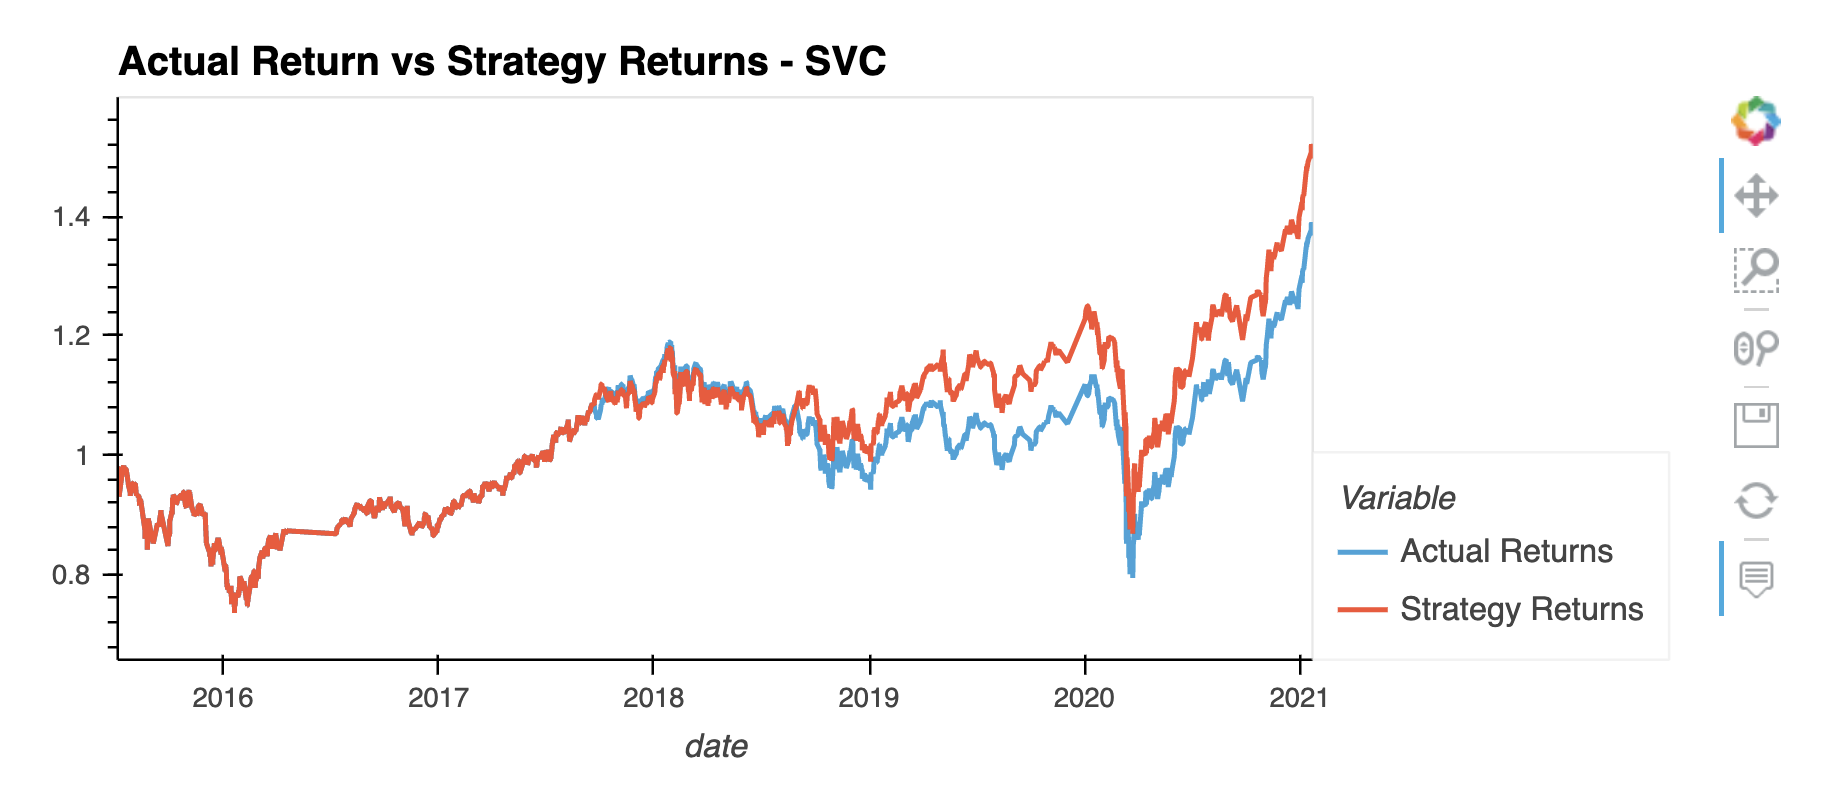 Actual Return vs Strategy Returns - SVC
1.4
1.2
1
0.8
2016 2017 2018 2019 2020 2021
date
Variable
Actual Returns
Strategy Returns